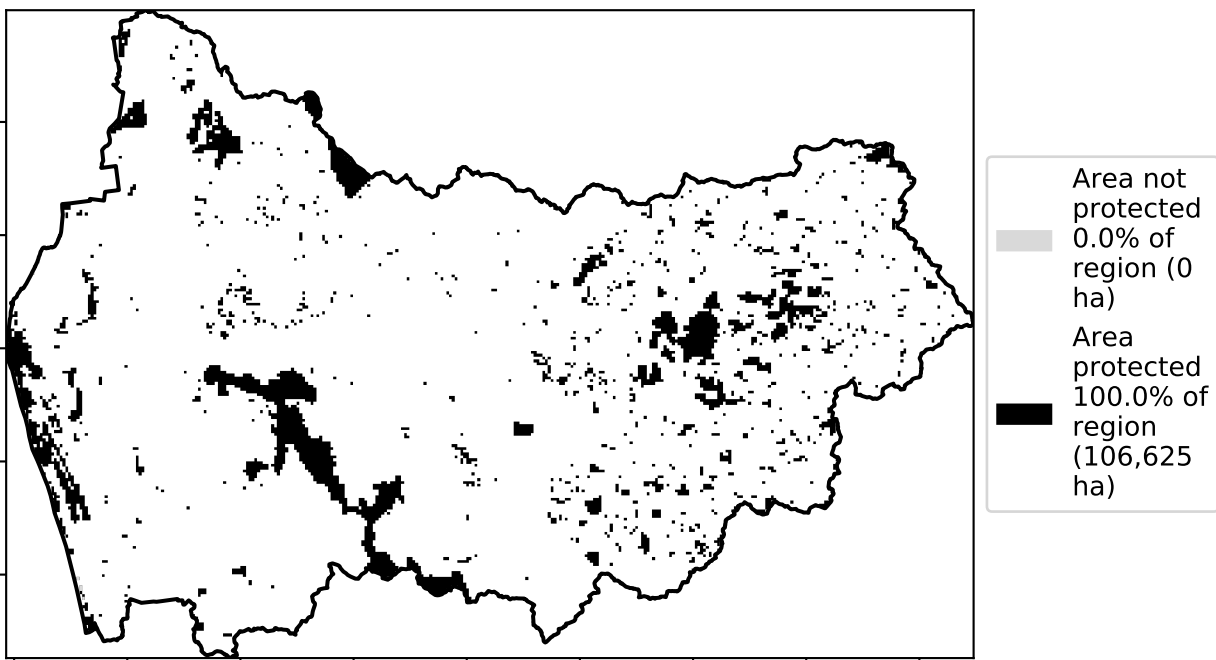 Area not
protected
0.0% of
region (0
ha)
Area
protected
100.0% of
region
(106,625
ha)